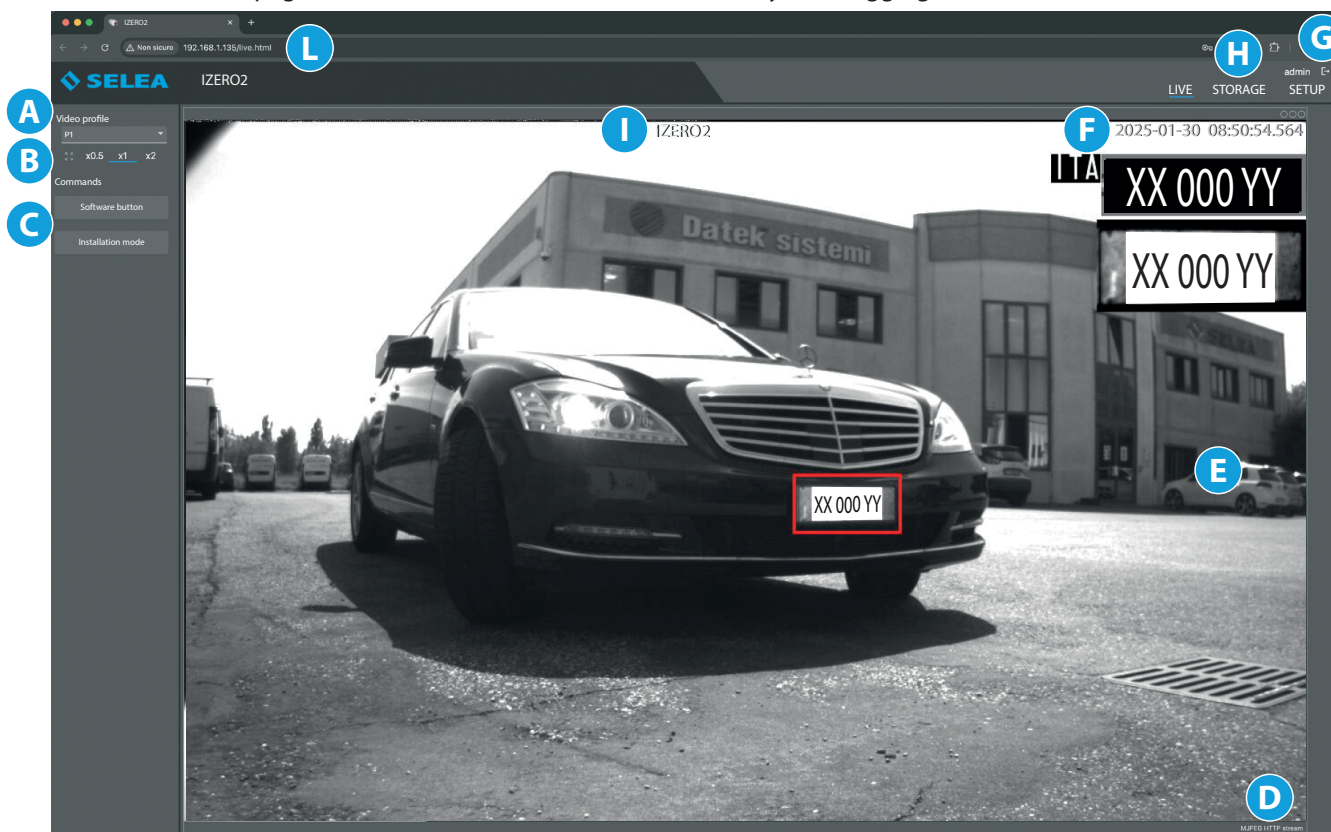 IZERO2
Non sicuro 192.168.1.135/live.html
L
H
G
SELEA
IZERO2
admin
LIVE STORAGE SETUP
A
Video profile
P1
B
x0.5 x1 x2
Commands
C
Software button
Installation mode
I
IZERO2
F
2025-01-30 08:50:54.564
ITA
XX 000 YY
XX 000 YY
Datek sistemi
SELEA
XX 000 YY
E
D
MJPEG HTTP stream